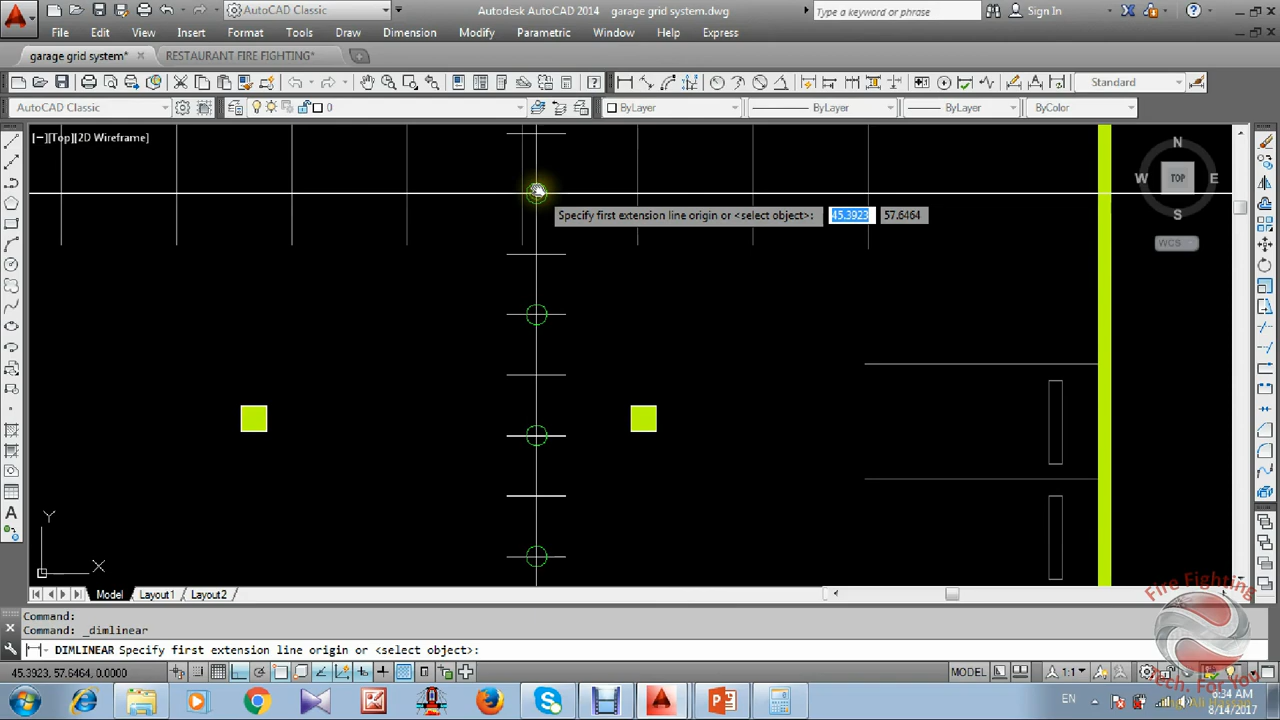 AutoCAD Classic
Autodesk AutoCAD 2014 garage grid system.dwg
Type a keyword or phrase
Sign In
File Edit View Insert Format Tools Draw Dimension Modify Parametric Window Help Express
garage grid system*
RESTAURANT FIRE FIGHTING*
Standard
AutoCAD Classic
0
ByLayer
ByLayer
ByLayer
ByColor
[−][Top][2D Wireframe]
N
W TOP E
S
WCS
Specify first extension line origin or <select object>: 45.3923 57.6464
Y
X
Model Layout1 Layout2
Command:
Command: _dimlinear
DIMLINEAR Specify first extension line origin or <select object>:
45.3923, 57.6464, 0.0000
MODEL
1:1
Fire Fighting
Tech. For You
EN
8/14/2017